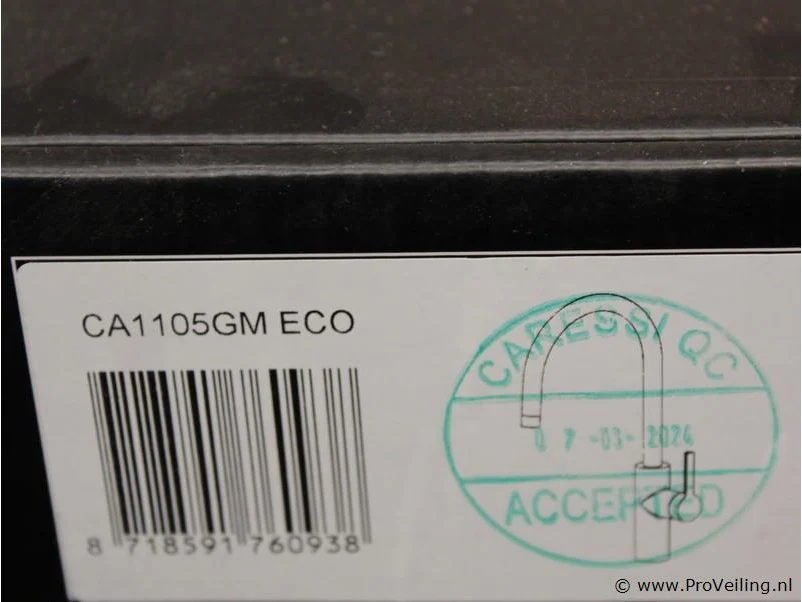 CA1105GM ECO
8 718591 760938
CARESSI QC
07-03-2024
ACCEPTED
© www.ProVeiling.nl